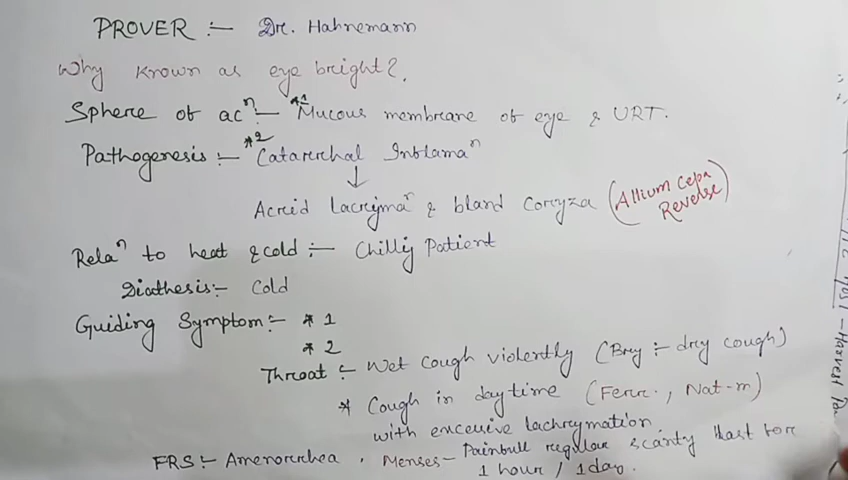 PROVER :- Dr. Hahnemann
Why known as eye bright?
Sphere of acⁿ :- *1 Mucous membrane of eye & URT.
Pathogenesis :- *2 Catarrhal Inflamaⁿ
↓
Acrid lacrymaⁿ & bland Coryza (Allium Cepa Reverse)
Relaⁿ to heat & cold :- Chilly Patient
Diathesis :- Cold
Guiding Symptom :- *1
*2
Throat :- Wet Cough violently (Bry :- dry cough)
* Cough in daytime (Ferr., Nat-m)
with excessive lachrymation.
FRS :- Amenorrhea, Menses - Painfull regular scanty last for
1 hour / 1 day.